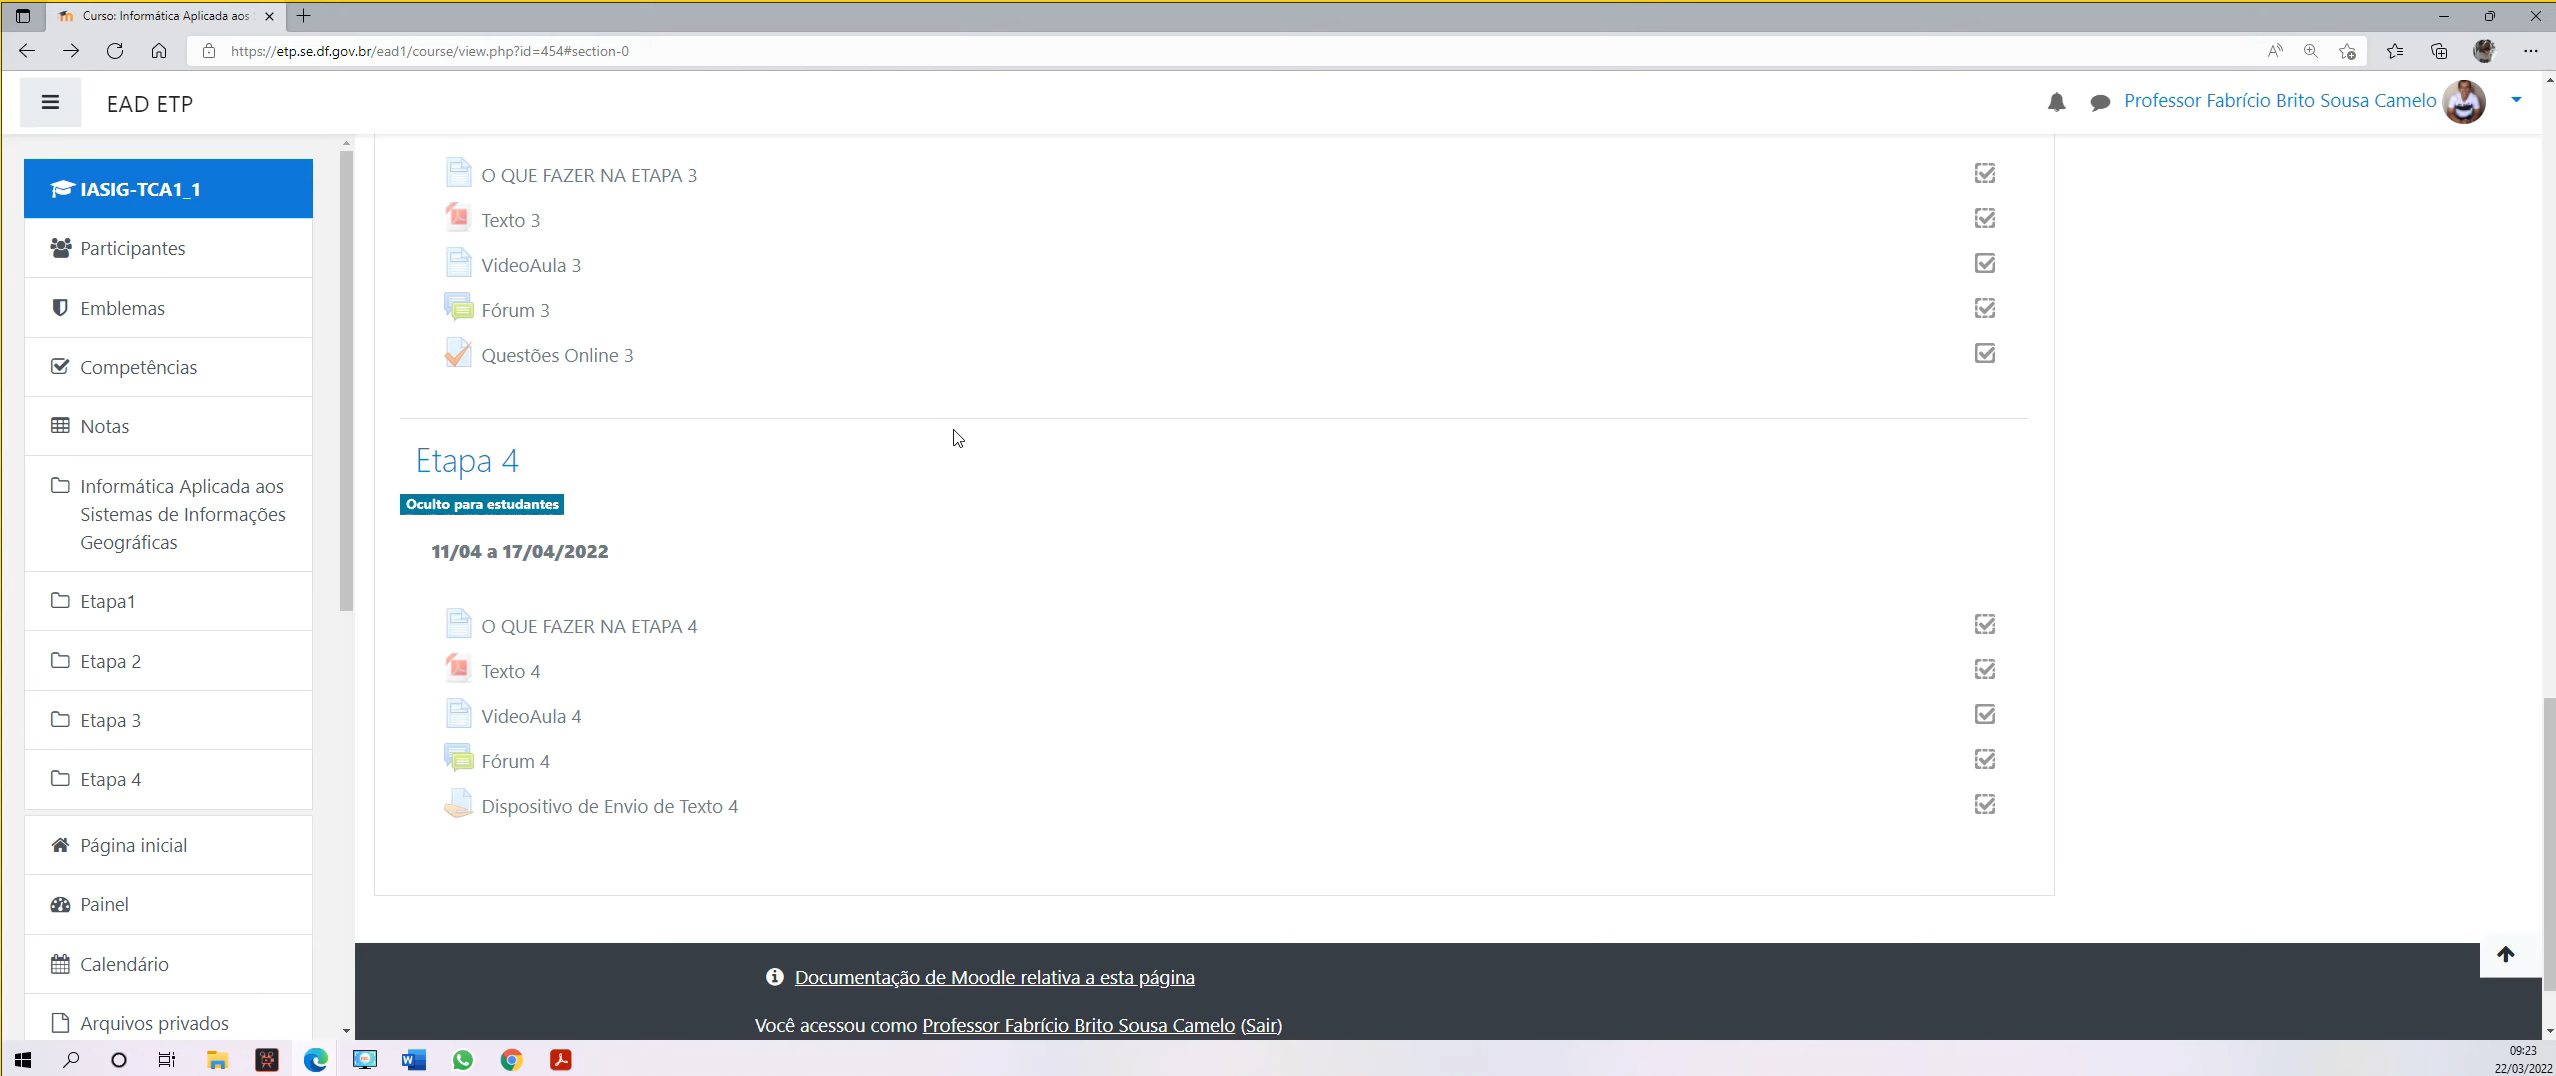 Curso: Informática Aplicada aos
https://etp.se.df.gov.br/ead1/course/view.php?id=454#section-0
EAD ETP
Professor Fabrício Brito Sousa Camelo
IASIG-TCA1_1
Participantes
Emblemas
Competências
Notas
Informática Aplicada aos
Sistemas de Informações
Geográficas
Etapa1
Etapa 2
Etapa 3
Etapa 4
Página inicial
Painel
Calendário
Arquivos privados
O QUE FAZER NA ETAPA 3
Texto 3
VideoAula 3
Fórum 3
Questões Online 3
Etapa 4
Oculto para estudantes
11/04 a 17/04/2022
O QUE FAZER NA ETAPA 4
Texto 4
VideoAula 4
Fórum 4
Dispositivo de Envio de Texto 4
Documentação de Moodle relativa a esta página
Você acessou como Professor Fabrício Brito Sousa Camelo (Sair)
09:23
22/03/2022